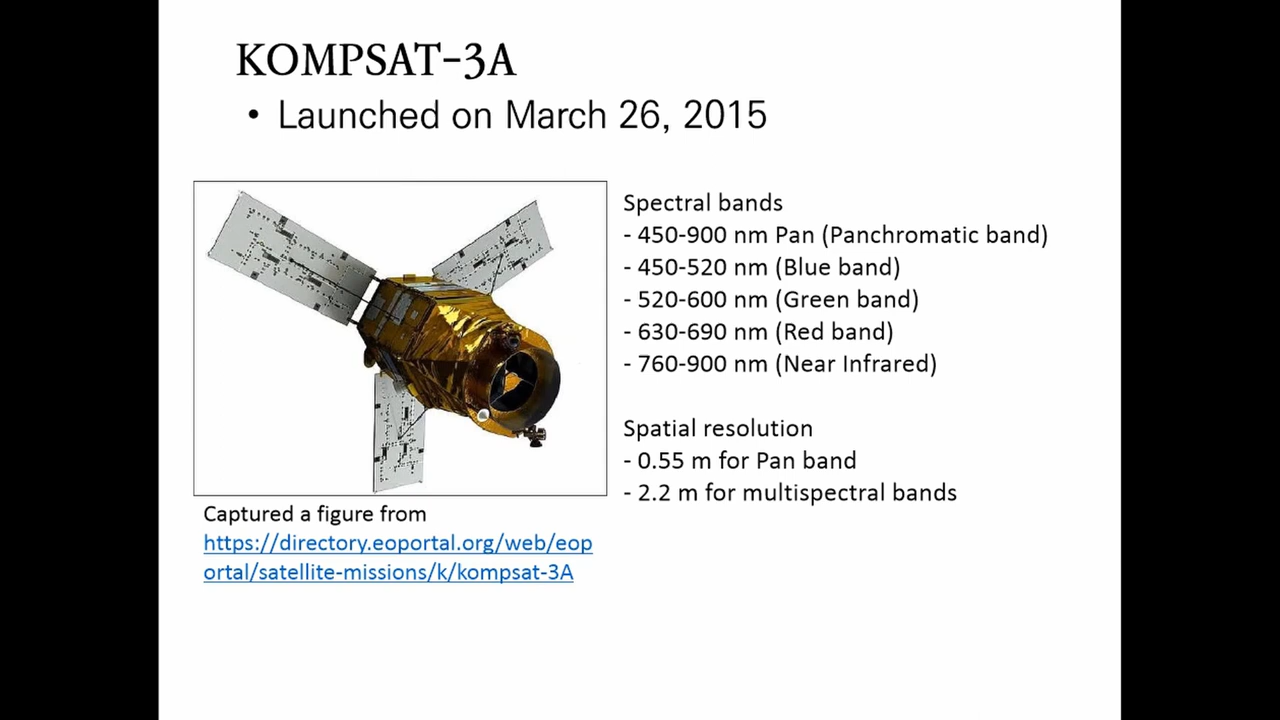 KOMPSAT-3A
• Launched on March 26, 2015
Spectral bands
- 450-900 nm Pan (Panchromatic band)
- 450-520 nm (Blue band)
- 520-600 nm (Green band)
- 630-690 nm (Red band)
- 760-900 nm (Near Infrared)
Spatial resolution
- 0.55 m for Pan band
- 2.2 m for multispectral bands
Captured a figure from
https://directory.eoportal.org/web/eop
ortal/satellite-missions/k/kompsat-3A